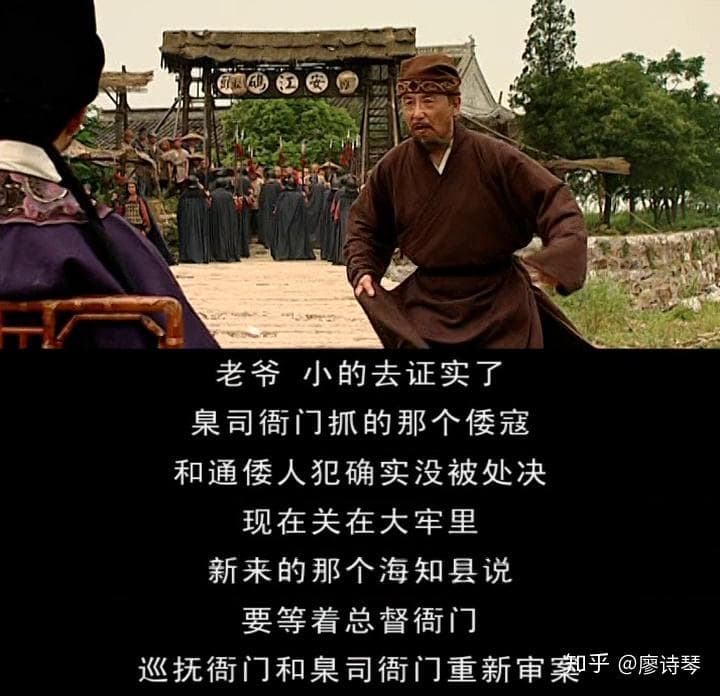 碼 江 安
老爷 小的去证实了
臬司衙门抓的那个倭寇
和通倭人犯确实没被处决
现在关在大牢里
新来的那个海知县说
要等着总督衙门
巡抚衙门和臬司衙门重新审案
知乎 @廖诗琴